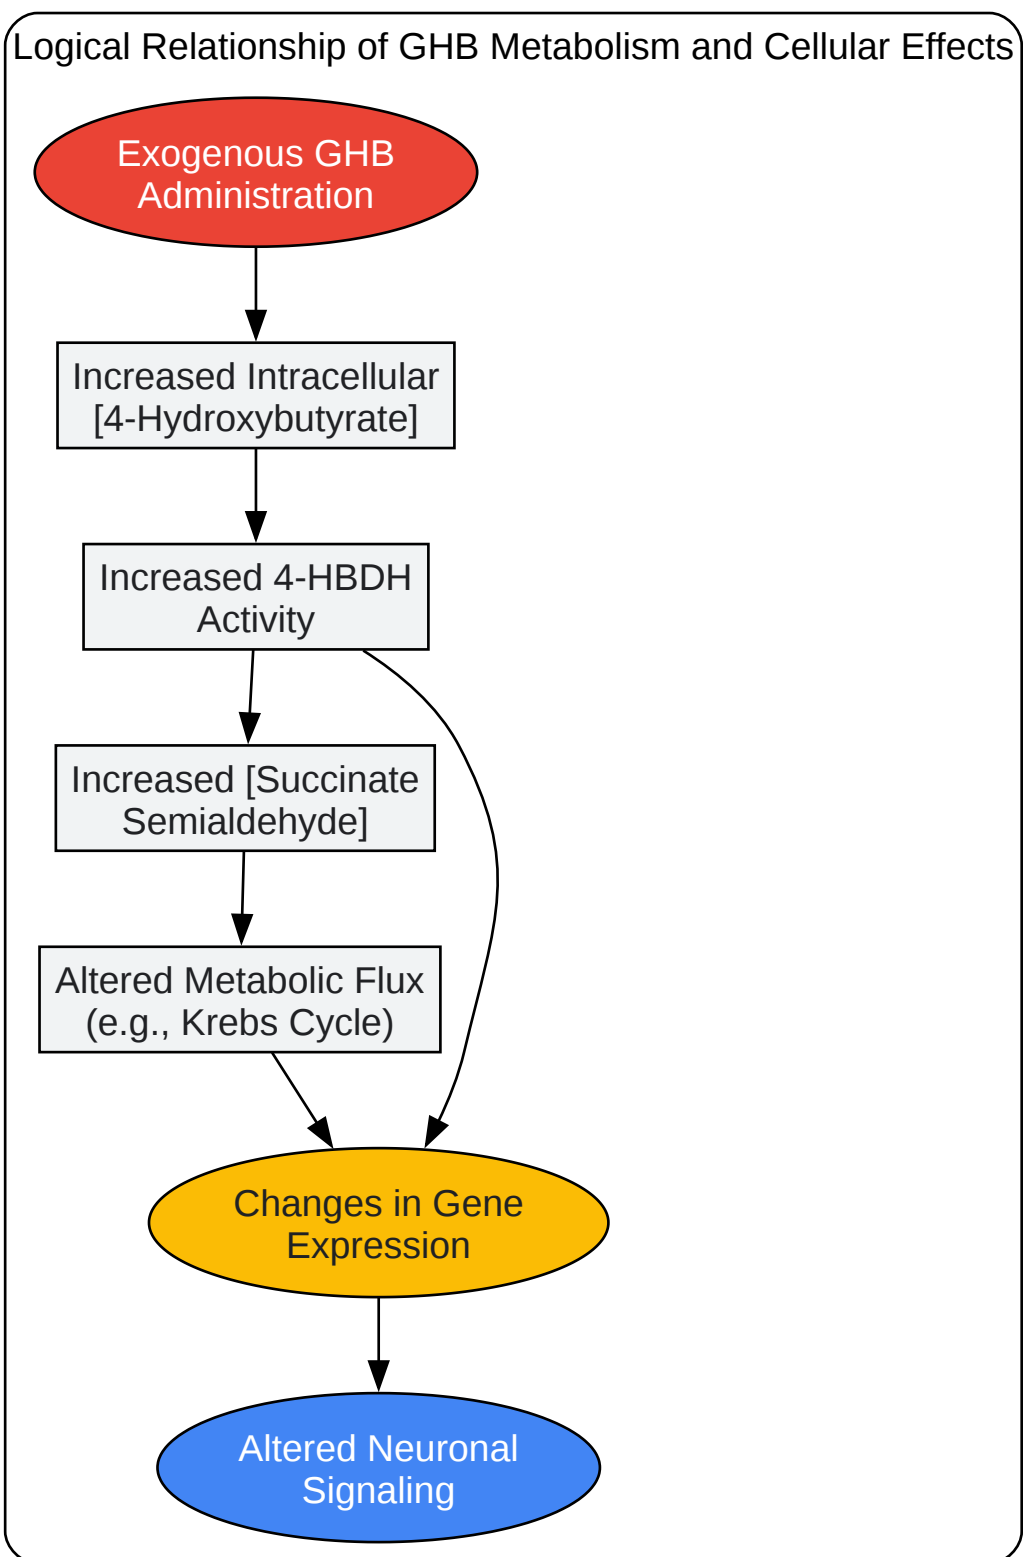 Logical Relationship of GHB Metabolism and Cellular Effects
Exogenous GHB
Administration
Increased Intracellular
[4-Hydroxybutyrate]
Increased 4-HBDH
Activity
Increased [Succinate
Semialdehyde]
Altered Metabolic Flux
(e.g., Krebs Cycle)
Changes in Gene
Expression
Altered Neuronal
Signaling